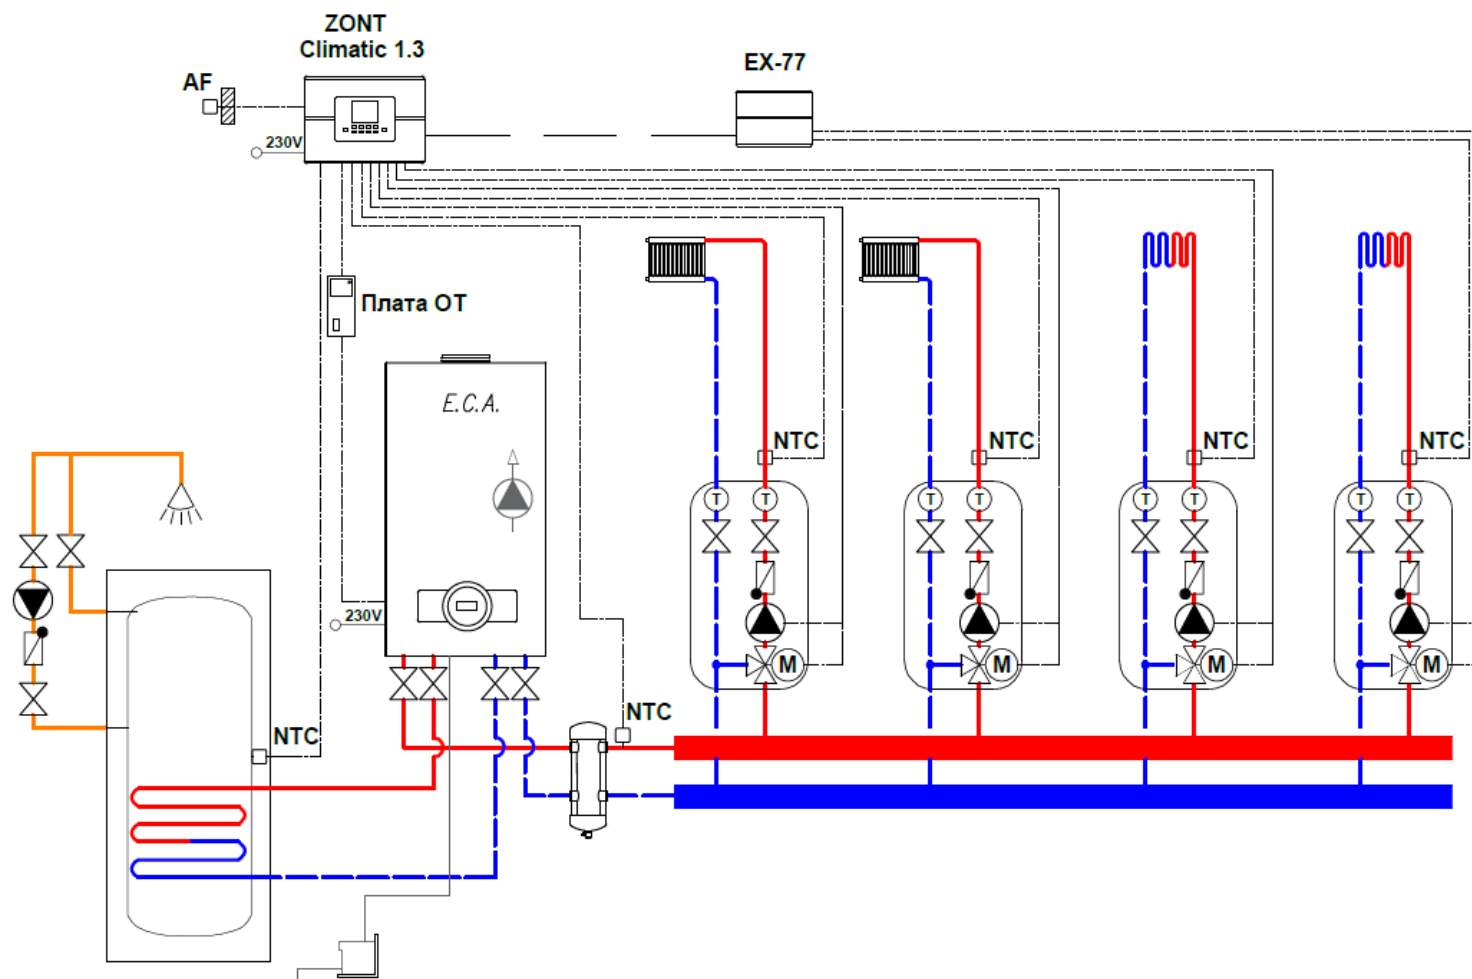 ZONT
Climatic 1.3
EX-77
AF
230V
Плата ОТ
E.C.A.
NTC
NTC
NTC
NTC
T
T
T
T
T
T
T
T
230V
M
M
M
M
NTC
NTC